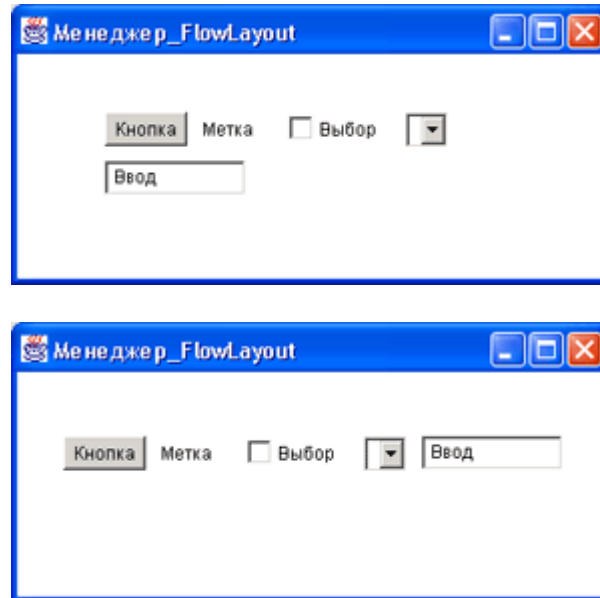 Менеджер_FlowLayout
Кнопка Метка Выбор
Ввод
Менеджер_FlowLayout
Кнопка Метка Выбор Ввод